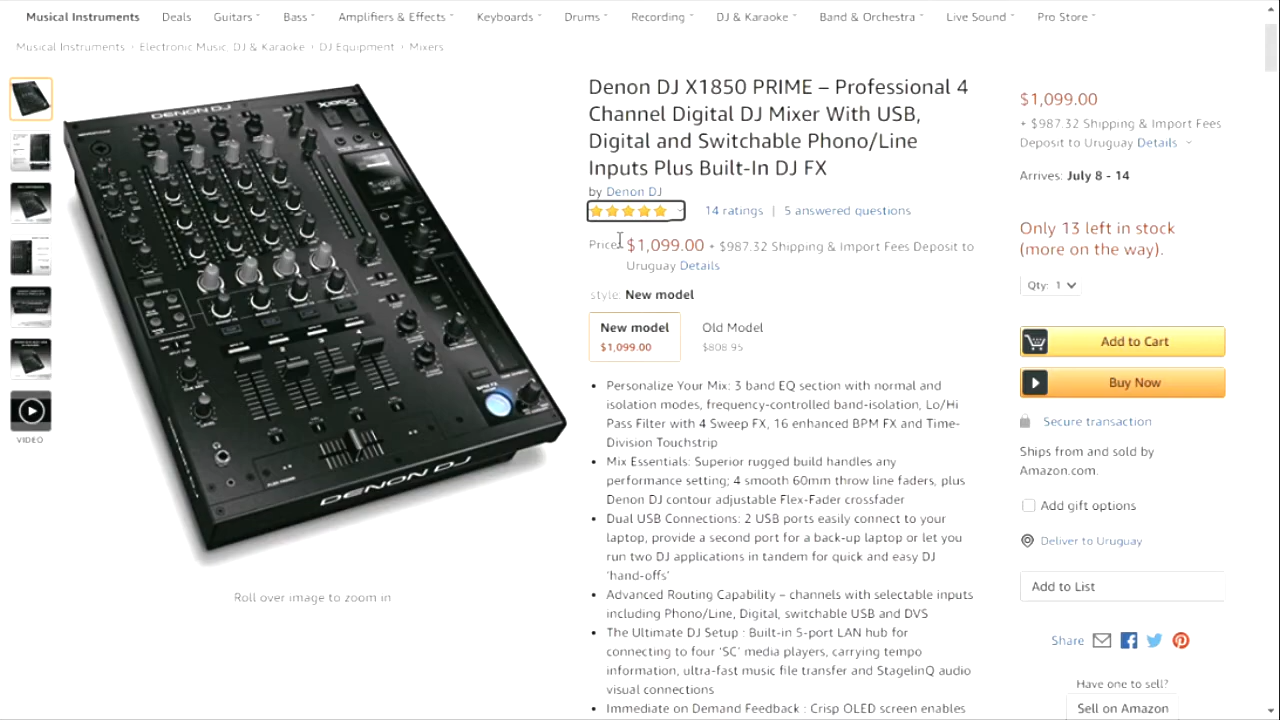 Musical Instruments Deals Guitars Bass Amplifiers & Effects Keyboards Drums Recording DJ & Karaoke Band & Orchestra Live Sound Pro Store
Musical Instruments › Electronic Music, DJ & Karaoke › DJ Equipment › Mixers
DENON DJ
X1850
DENON DJ
VIDEO
Roll over image to zoom in
Denon DJ X1850 PRIME – Professional 4
Channel Digital DJ Mixer With USB,
Digital and Switchable Phono/Line
Inputs Plus Built-In DJ FX
by Denon DJ
14 ratings | 5 answered questions
Price: $1,099.00 + $987.32 Shipping & Import Fees Deposit to
Uruguay Details
style: New model
New model Old Model
$1,099.00 $808.95
• Personalize Your Mix: 3 band EQ section with normal and
isolation modes, frequency-controlled band-isolation, Lo/Hi
Pass Filter with 4 Sweep FX, 16 enhanced BPM FX and Time-
Division Touchstrip
• Mix Essentials: Superior rugged build handles any
performance setting; 4 smooth 60mm throw line faders, plus
Denon DJ contour adjustable Flex-Fader crossfader
• Dual USB Connections: 2 USB ports easily connect to your
laptop, provide a second port for a back-up laptop or let you
run two DJ applications in tandem for quick and easy DJ
'hand-offs'
• Advanced Routing Capability – channels with selectable inputs
including Phono/Line, Digital, switchable USB and DVS
• The Ultimate DJ Setup : Built-in 5-port LAN hub for
connecting to four 'SC' media players, carrying tempo
information, ultra-fast music file transfer and StagelinQ audio
visual connections
• Immediate on Demand Feedback : Crisp OLED screen enables
$1,099.00
+ $987.32 Shipping & Import Fees
Deposit to Uruguay Details
Arrives: July 8 - 14
Only 13 left in stock
(more on the way).
Qty: 1
Add to Cart
Buy Now
Secure transaction
Ships from and sold by
Amazon.com.
Add gift options
Deliver to Uruguay
Add to List
Share
Have one to sell?
Sell on Amazon